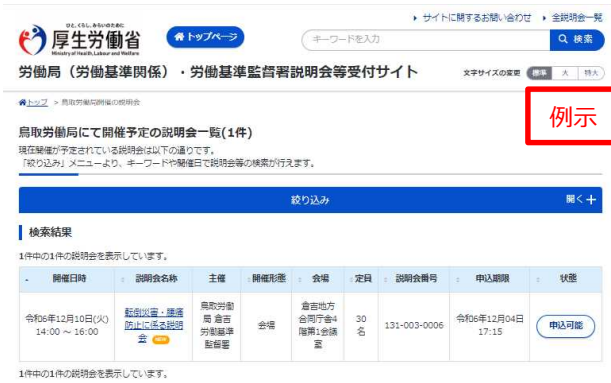 サイトに関するお問い合わせ 全説明会一覧
ひと、くらし、みらいのために
厚生労働省
Ministry of Health, Labour and Welfare
トップページ
キーワードを入力
検索
労働局（労働基準関係）・労働基準監督署説明会等受付サイト
文字サイズの変更 標準 大 特大
トップ > 鳥取労働局開催の説明会
例示
鳥取労働局にて開催予定の説明会一覧(1件)
現在開催が予定されている説明会は以下の通りです。
「絞り込み」メニューより、キーワードや開催日で説明会等の検索が行えます。
絞り込み 開く＋
検索結果
1件中の1件の説明会を表示しています。
開催日時 説明会名称 主催 開催形態 会場 定員 説明会番号 申込期限 状態
令和6年12月10日(火)
14:00 ～ 16:00
転倒災害・腰痛
防止に係る説明
会 NEW
鳥取労働
局 倉吉
労働基準
監督署
会場
倉吉地方
合同庁舎4
階第1会議
室
30
名
131-003-0006
令和6年12月04日
17:15
申込可能
1件中の1件の説明会を表示しています。